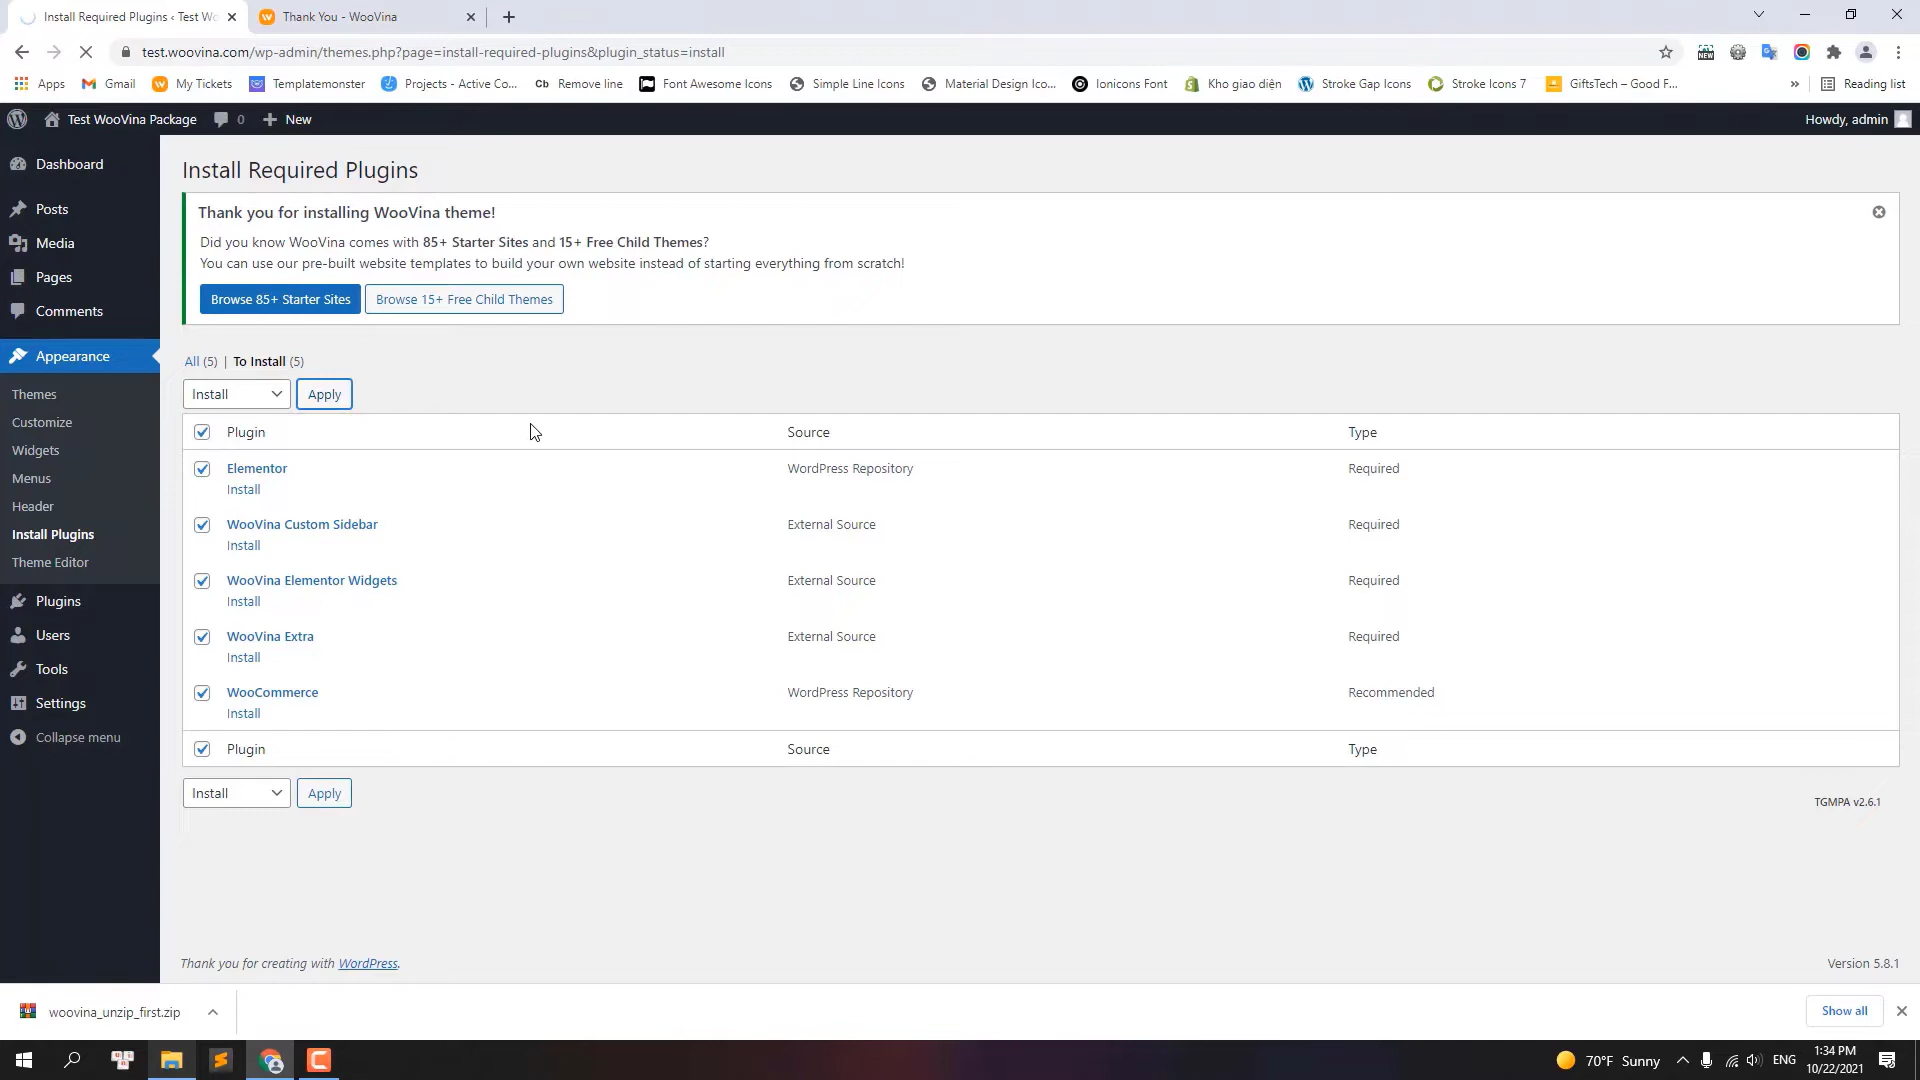 Install Required Plugins ‹ Test Wo
Thank You - WooVina
test.woovina.com/wp-admin/themes.php?page=install-required-plugins&plugin_status=install
Apps
Gmail
My Tickets
Templatemonster
Projects - Active Co...
Cb Remove line
Font Awesome Icons
Simple Line Icons
Material Design Ico...
Ionicons Font
Kho giao diện
Stroke Gap Icons
Stroke Icons 7
GiftsTech – Good F...
»
Reading list
Test WooVina Package
0
New
Howdy, admin
Dashboard
Posts
Media
Pages
Comments
Appearance
Themes
Customize
Widgets
Menus
Header
Install Plugins
Theme Editor
Plugins
Users
Tools
Settings
Collapse menu
Install Required Plugins
Thank you for installing WooVina theme!
Did you know WooVina comes with 85+ Starter Sites and 15+ Free Child Themes?
You can use our pre-built website templates to build your own website instead of starting everything from scratch!
Browse 85+ Starter Sites
Browse 15+ Free Child Themes
All (5) | To Install (5)
Install
Apply
Plugin Source Type
Elementor WordPress Repository Required
Install
WooVina Custom Sidebar External Source Required
Install
WooVina Elementor Widgets External Source Required
Install
WooVina Extra External Source Required
Install
WooCommerce WordPress Repository Recommended
Install
Plugin Source Type
Install
Apply
TGMPA v2.6.1
Thank you for creating with WordPress.
Version 5.8.1
woovina_unzip_first.zip
Show all
70°F Sunny
ENG
1:34 PM
10/22/2021